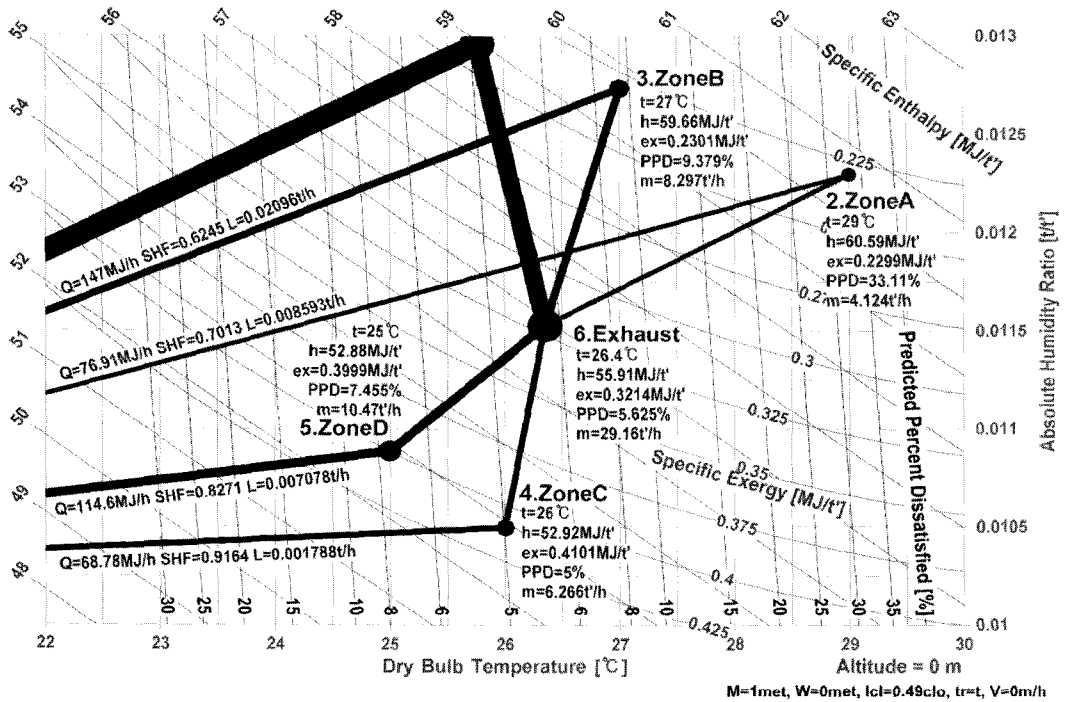 55
56
57
58
59
60
61
62
63
0.013
54
53
52
51
50
49
48
Specific Enthalpy [MJ/t']
3.ZoneB
t=27℃
h=59.66MJ/t'
ex=0.2301MJ/t'
PPD=9.379%
m=8.297t'/h
0.0125
0.225
2.ZoneA
t=29℃
h=60.59MJ/t'
ex=0.2299MJ/t'
PPD=33.11%
m=4.124t'/h
0.012
Absolute Humidity Ratio [t/t']
Q=147MJ/h SHF=0.6245 L=0.02096t/h
Q=76.91MJ/h SHF=0.7013 L=0.008593t/h
t=25℃
h=52.88MJ/t'
ex=0.3999MJ/t'
PPD=7.455%
m=10.47t'/h
5.ZoneD
6.Exhaust
t=26.4℃
h=55.91MJ/t'
ex=0.3214MJ/t'
PPD=5.625%
m=29.16t'/h
0.0115
0.3
0.325
0.011
Predicted Percent Dissatisfied [%]
0.35
Specific Exergy [MJ/t']
0.375
0.0105
Q=114.6MJ/h SHF=0.8271 L=0.007078t/h
4.ZoneC
t=26℃
h=52.92MJ/t'
ex=0.4101MJ/t'
PPD=5%
m=6.266t'/h
Q=68.78MJ/h SHF=0.9164 L=0.001788t/h
0.4
0.425
30 25 20 15 10 8 6 5 6 8 10 15 20 25 30 35
0.01
22 23 24 25 26 27 28 29 30
Dry Bulb Temperature [℃]
Altitude = 0 m
M=1met, W=0met, Icl=0.49clo, tr=t, V=0m/h